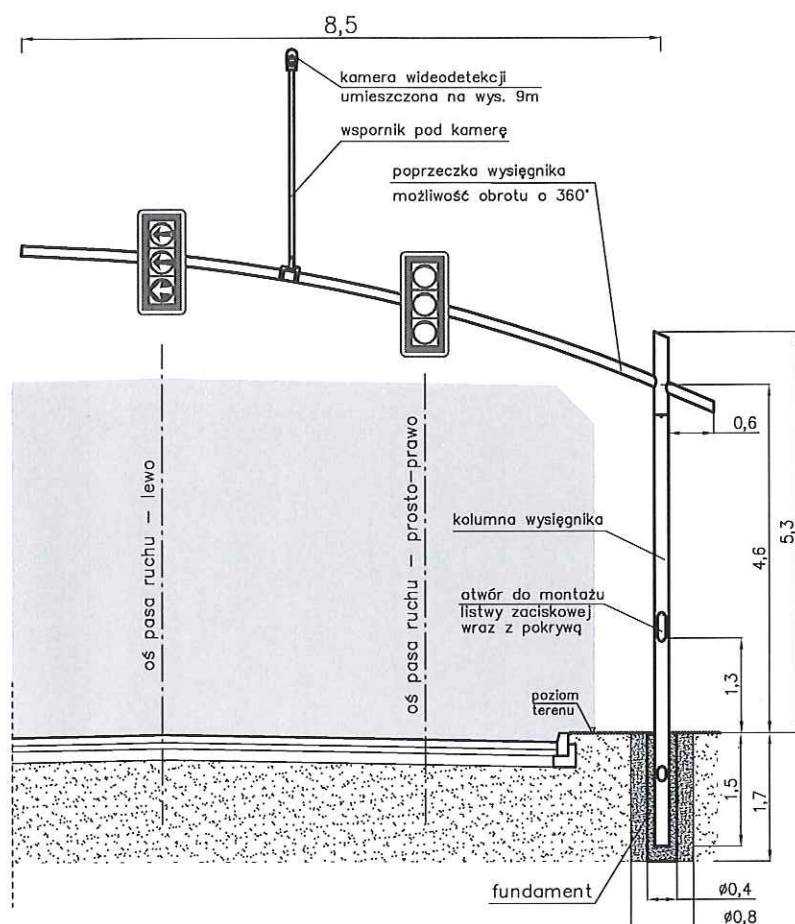 8,5
kamera wideodetekcji
umieszczona na wys. 9m
wspornik pod kamerę
poprzeczka wysięgnika
możliwość obrotu o 360°
0,6
oś pasa ruchu – lewo
oś pasa ruchu – prosto-prawo
kolumna wysięgnika
5,3
4,6
otwór do montażu
listwy zaciskowej
wraz z pokrywą
1,3
poziom
terenu
1,5
1,7
fundament
ø0,4
ø0,8